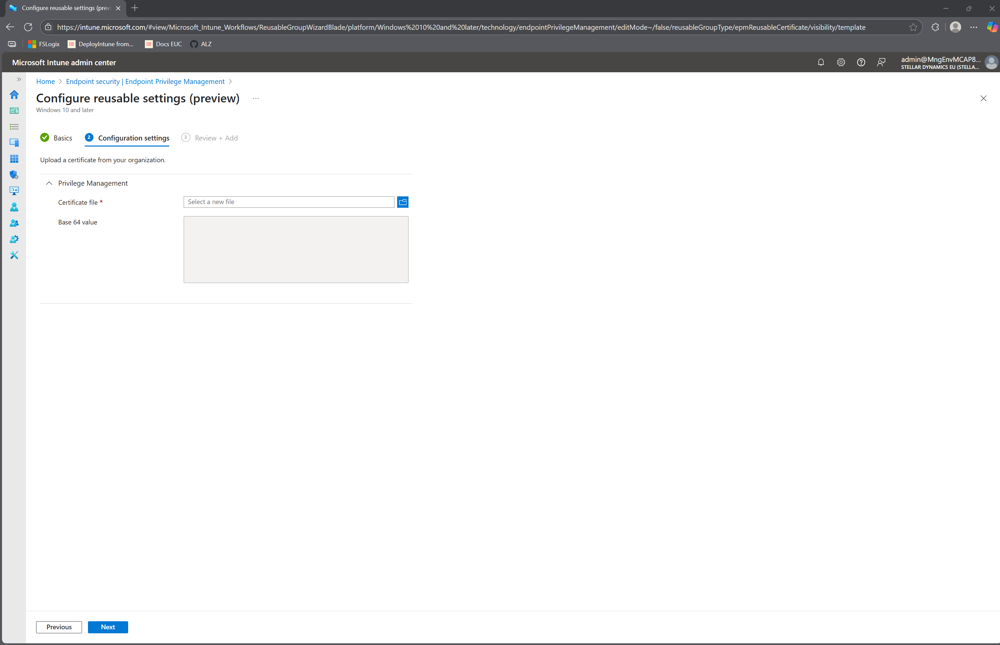 Configure reusable settings (previ
https://intune.microsoft.com/#view/Microsoft_Intune_Workflows/ReusableGroupWizardBlade/platform/Windows%2010%20and%20later/technology/endpointPrivilegeManagement/editMode~/false/reusableGroupType/epmReusableCertificate/visibility/template
FSLogix
DeployIntune from...
Docs EUC
ALZ
Microsoft Intune admin center
admin@MngEnvMCAP8...
STELLAR DYNAMICS EU (STELLA...
Home > Endpoint security | Endpoint Privilege Management >
Configure reusable settings (preview) ...
Windows 10 and later
Basics
2 Configuration settings
3 Review + Add
Upload a certificate from your organization.
Privilege Management
Certificate file *
Select a new file
Base 64 value
Previous
Next